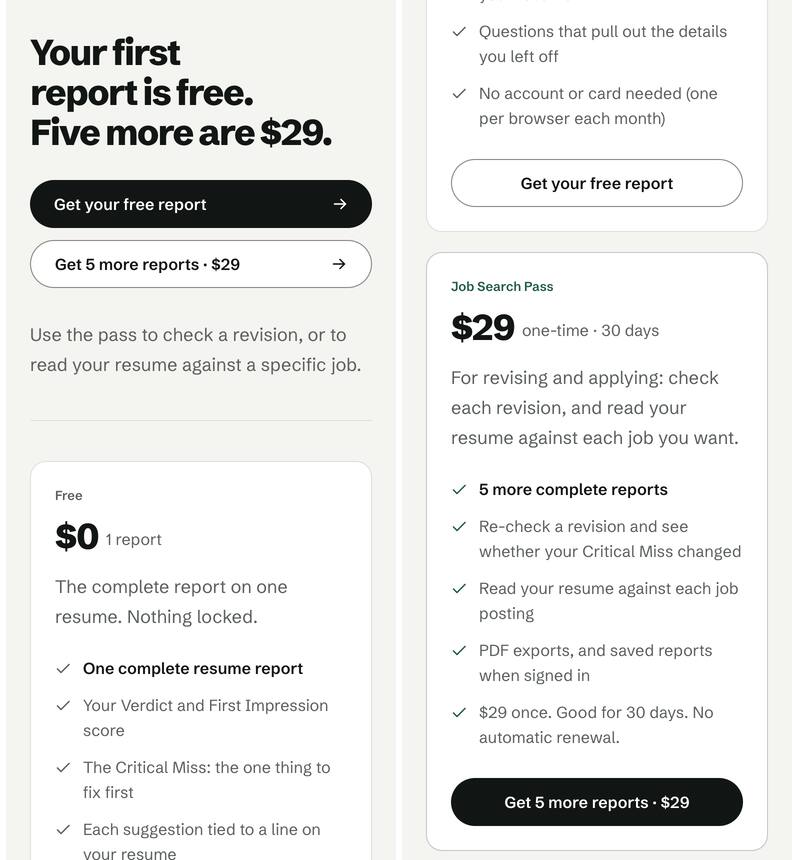 Your first
report is free.
Five more are $29.
Get your free report →
Get 5 more reports · $29 →
Use the pass to check a revision, or to
read your resume against a specific job.
Free
$0 1 report
The complete report on one
resume. Nothing locked.
One complete resume report
Your Verdict and First Impression
score
The Critical Miss: the one thing to
fix first
Each suggestion tied to a line on
your resume
Questions that pull out the details
you left off
No account or card needed (one
per browser each month)
Get your free report
Job Search Pass
$29 one-time · 30 days
For revising and applying: check
each revision, and read your
resume against each job you want.
5 more complete reports
Re-check a revision and see
whether your Critical Miss changed
Read your resume against each job
posting
PDF exports, and saved reports
when signed in
$29 once. Good for 30 days. No
automatic renewal.
Get 5 more reports · $29